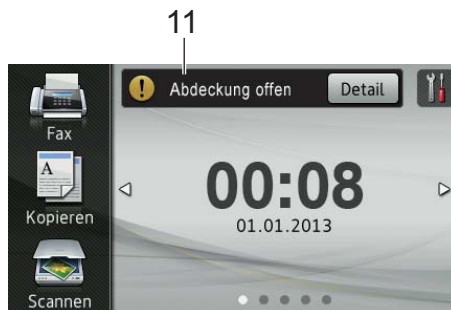 11
Abdeckung offen
Detail
Fax
A
Kopieren
00:08
01.01.2013
Scannen